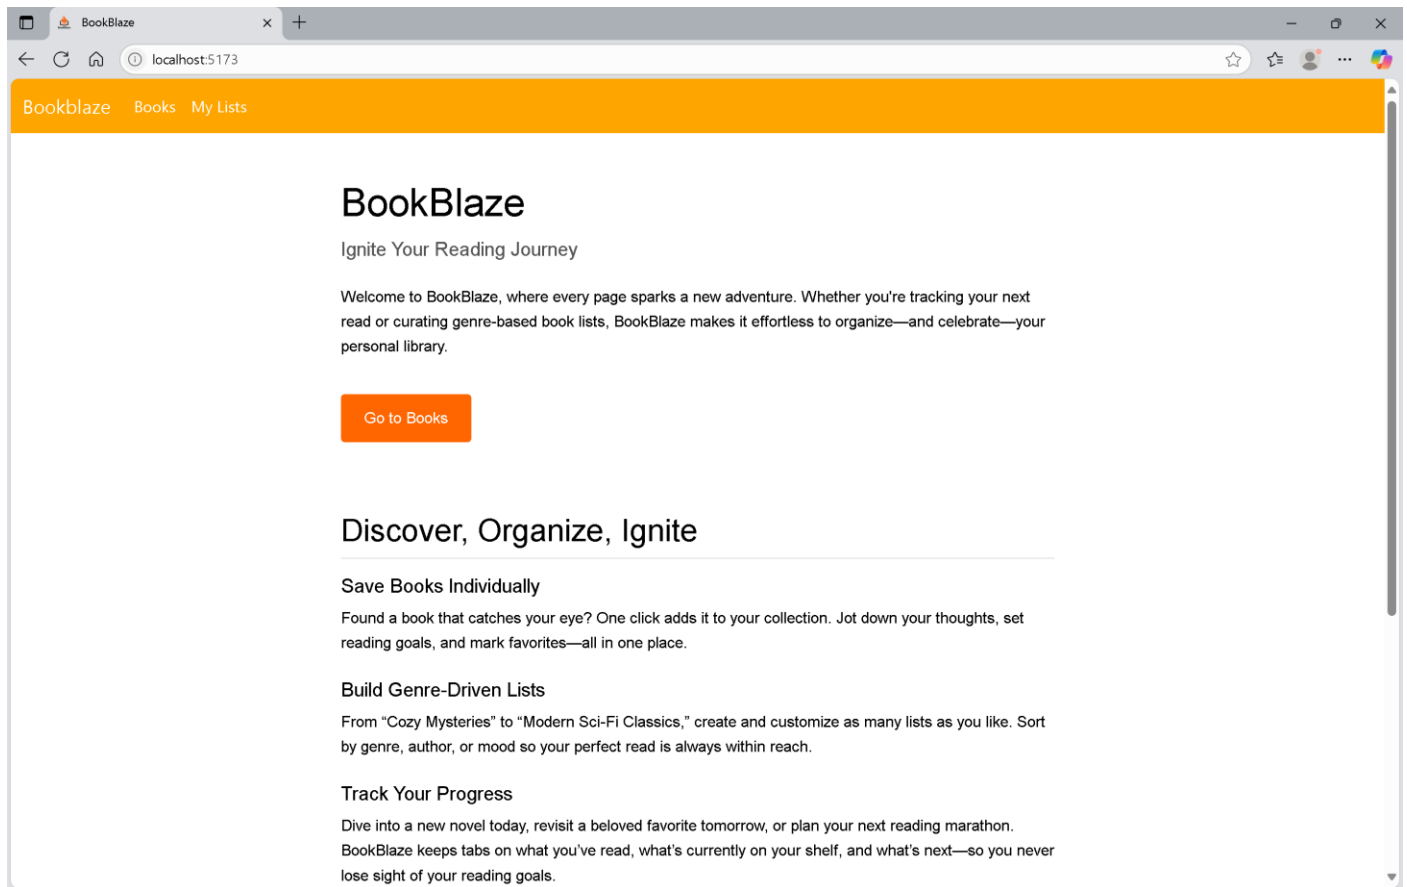 BookBlaze
localhost:5173
Bookblaze Books My Lists
BookBlaze
Ignite Your Reading Journey
Welcome to BookBlaze, where every page sparks a new adventure. Whether you're tracking your next
read or curating genre-based book lists, BookBlaze makes it effortless to organize—and celebrate—your
personal library.
Go to Books
Discover, Organize, Ignite
Save Books Individually
Found a book that catches your eye? One click adds it to your collection. Jot down your thoughts, set
reading goals, and mark favorites—all in one place.
Build Genre-Driven Lists
From “Cozy Mysteries” to “Modern Sci-Fi Classics,” create and customize as many lists as you like. Sort
by genre, author, or mood so your perfect read is always within reach.
Track Your Progress
Dive into a new novel today, revisit a beloved favorite tomorrow, or plan your next reading marathon.
BookBlaze keeps tabs on what you’ve read, what’s currently on your shelf, and what’s next—so you never
lose sight of your reading goals.